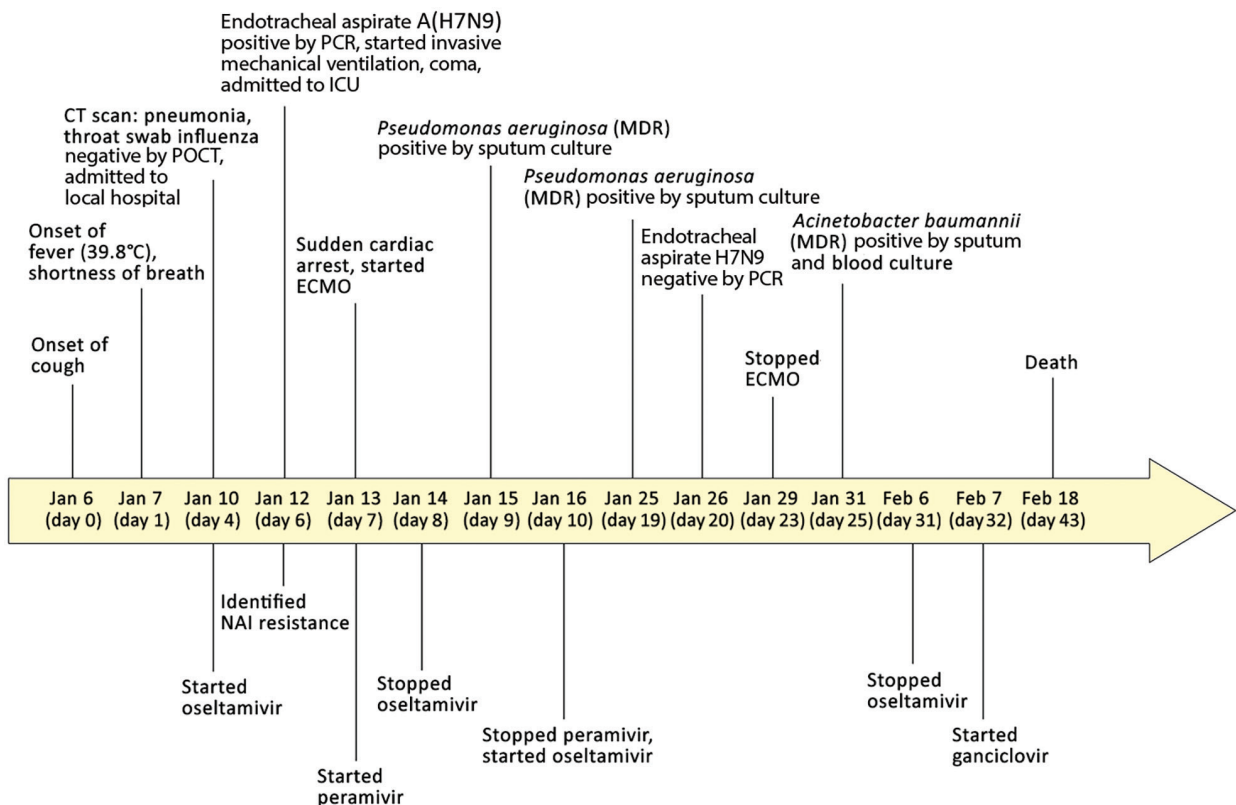 Endotracheal aspirate A(H7N9)
positive by PCR, started invasive
mechanical ventilation, coma,
admitted to ICU
CT scan: pneumonia,
throat swab influenza
negative by POCT,
admitted to
local hospital
Pseudomonas aeruginosa (MDR)
positive by sputum culture
Pseudomonas aeruginosa
(MDR) positive by sputum culture
Onset of
fever (39.8°C),
shortness of breath
Sudden cardiac
arrest, started
ECMO
Endotracheal
aspirate H7N9
negative by PCR
Acinetobacter baumannii
(MDR) positive by sputum
and blood culture
Onset of
cough
Stopped
ECMO
Death
Jan 6 Jan 7 Jan 10 Jan 12 Jan 13 Jan 14 Jan 15 Jan 16 Jan 25 Jan 26 Jan 29 Jan 31 Feb 6 Feb 7 Feb 18
(day 0) (day 1) (day 4) (day 6) (day 7) (day 8) (day 9) (day 10) (day 19) (day 20) (day 23) (day 25) (day 31) (day 32) (day 43)
Identified
NAI resistance
Started
oseltamivir
Stopped
oseltamivir
Stopped peramivir,
started oseltamivir
Stopped
oseltamivir
Started
ganciclovir
Started
peramivir